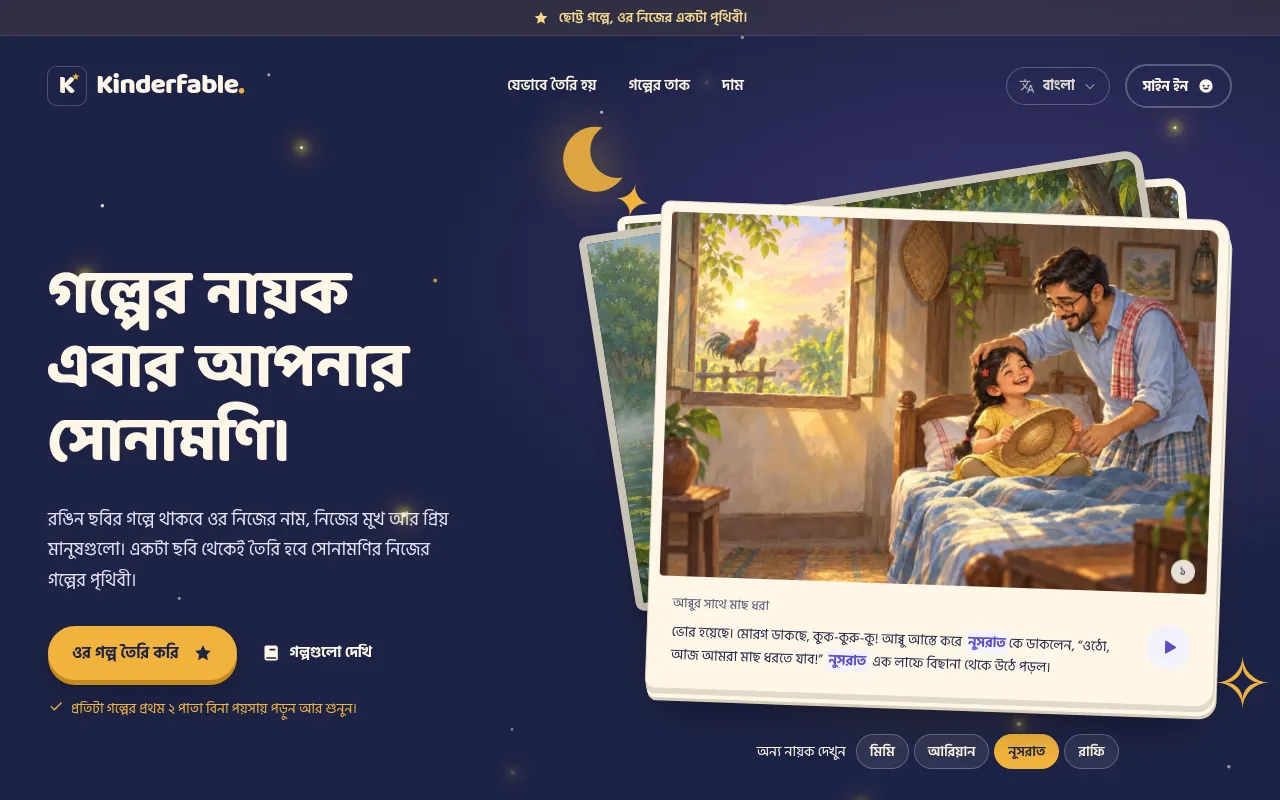 ছোট্ট গল্পে, ওর নিজের একটা পৃথিবী।
K Kinderfable.
যেভাবে তৈরি হয়
গল্পের তাক
দাম
বাংলা
সাইন ইন
গল্পের নায়ক
এবার আপনার
সোনামণি।
রঙিন ছবির গল্পে থাকবে ওর নিজের নাম, নিজের মুখ আর প্রিয়
মানুষগুলো। একটা ছবি থেকেই তৈরি হবে সোনামণির নিজের
গল্পের পৃথিবী।
ওর গল্প তৈরি করি
গল্পগুলো দেখি
প্রতিটা গল্পের প্রথম ২ পাতা বিনা পয়সায় পড়ুন আর শুনুন।
১
আব্বুর সাথে মাছ ধরা
ভোর হয়েছে। মোরগ ডাকছে, কুক-কুরু-কু! আব্বু আস্তে করে নুসরাত কে ডাকলেন, “ওঠো,
আজ আমরা মাছ ধরতে যাব!” নুসরাত এক লাফে বিছানা থেকে উঠে পড়ল।
অন্য নায়ক দেখুন
মিমি
আরিয়ান
নুসরাত
রাফি